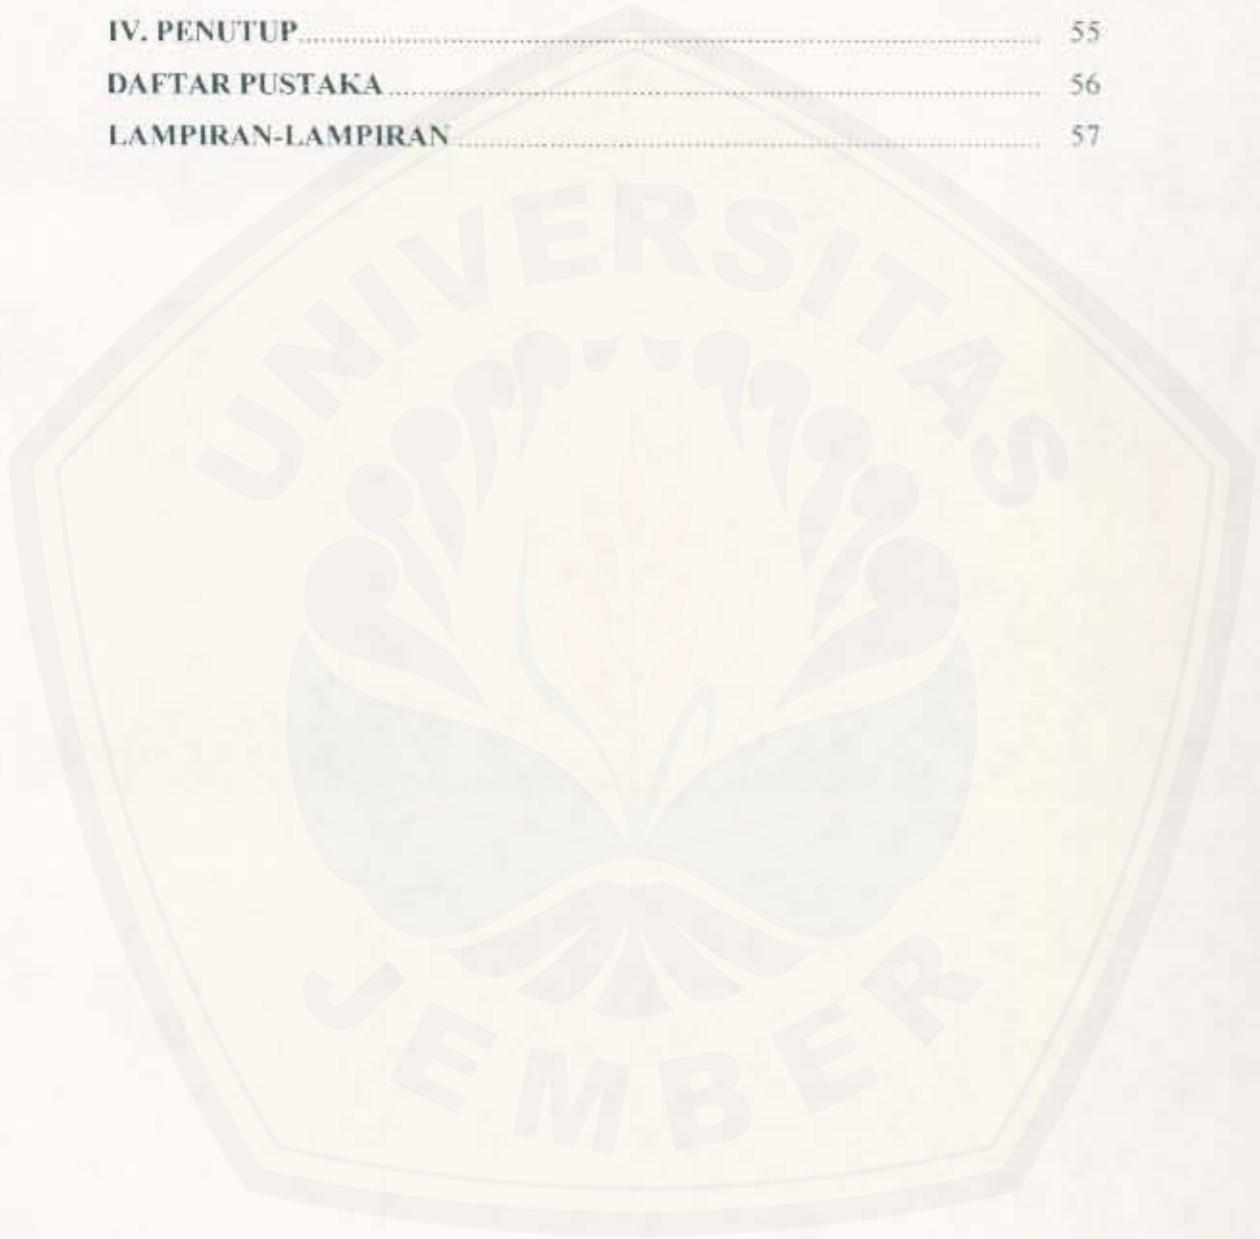 IV. PENUTUP........................................................ 55
DAFTAR PUSTAKA........................................................ 56
LAMPIRAN-LAMPIRAN........................................................ 57
UNIVERSITAS
JEMBER